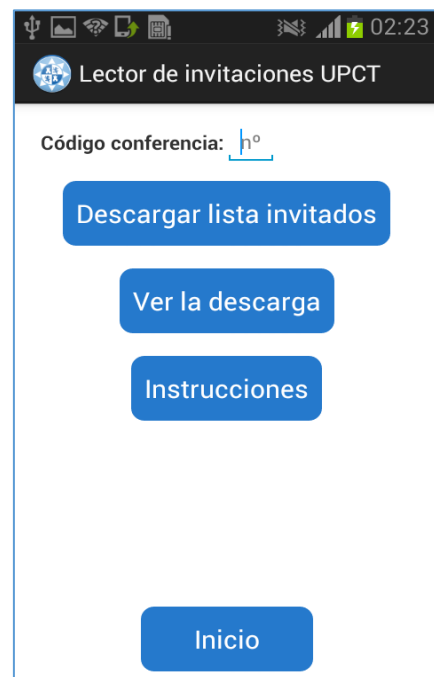 02:23
Lector de invitaciones UPCT
Código conferencia: nº
Descargar lista invitados
Ver la descarga
Instrucciones
Inicio